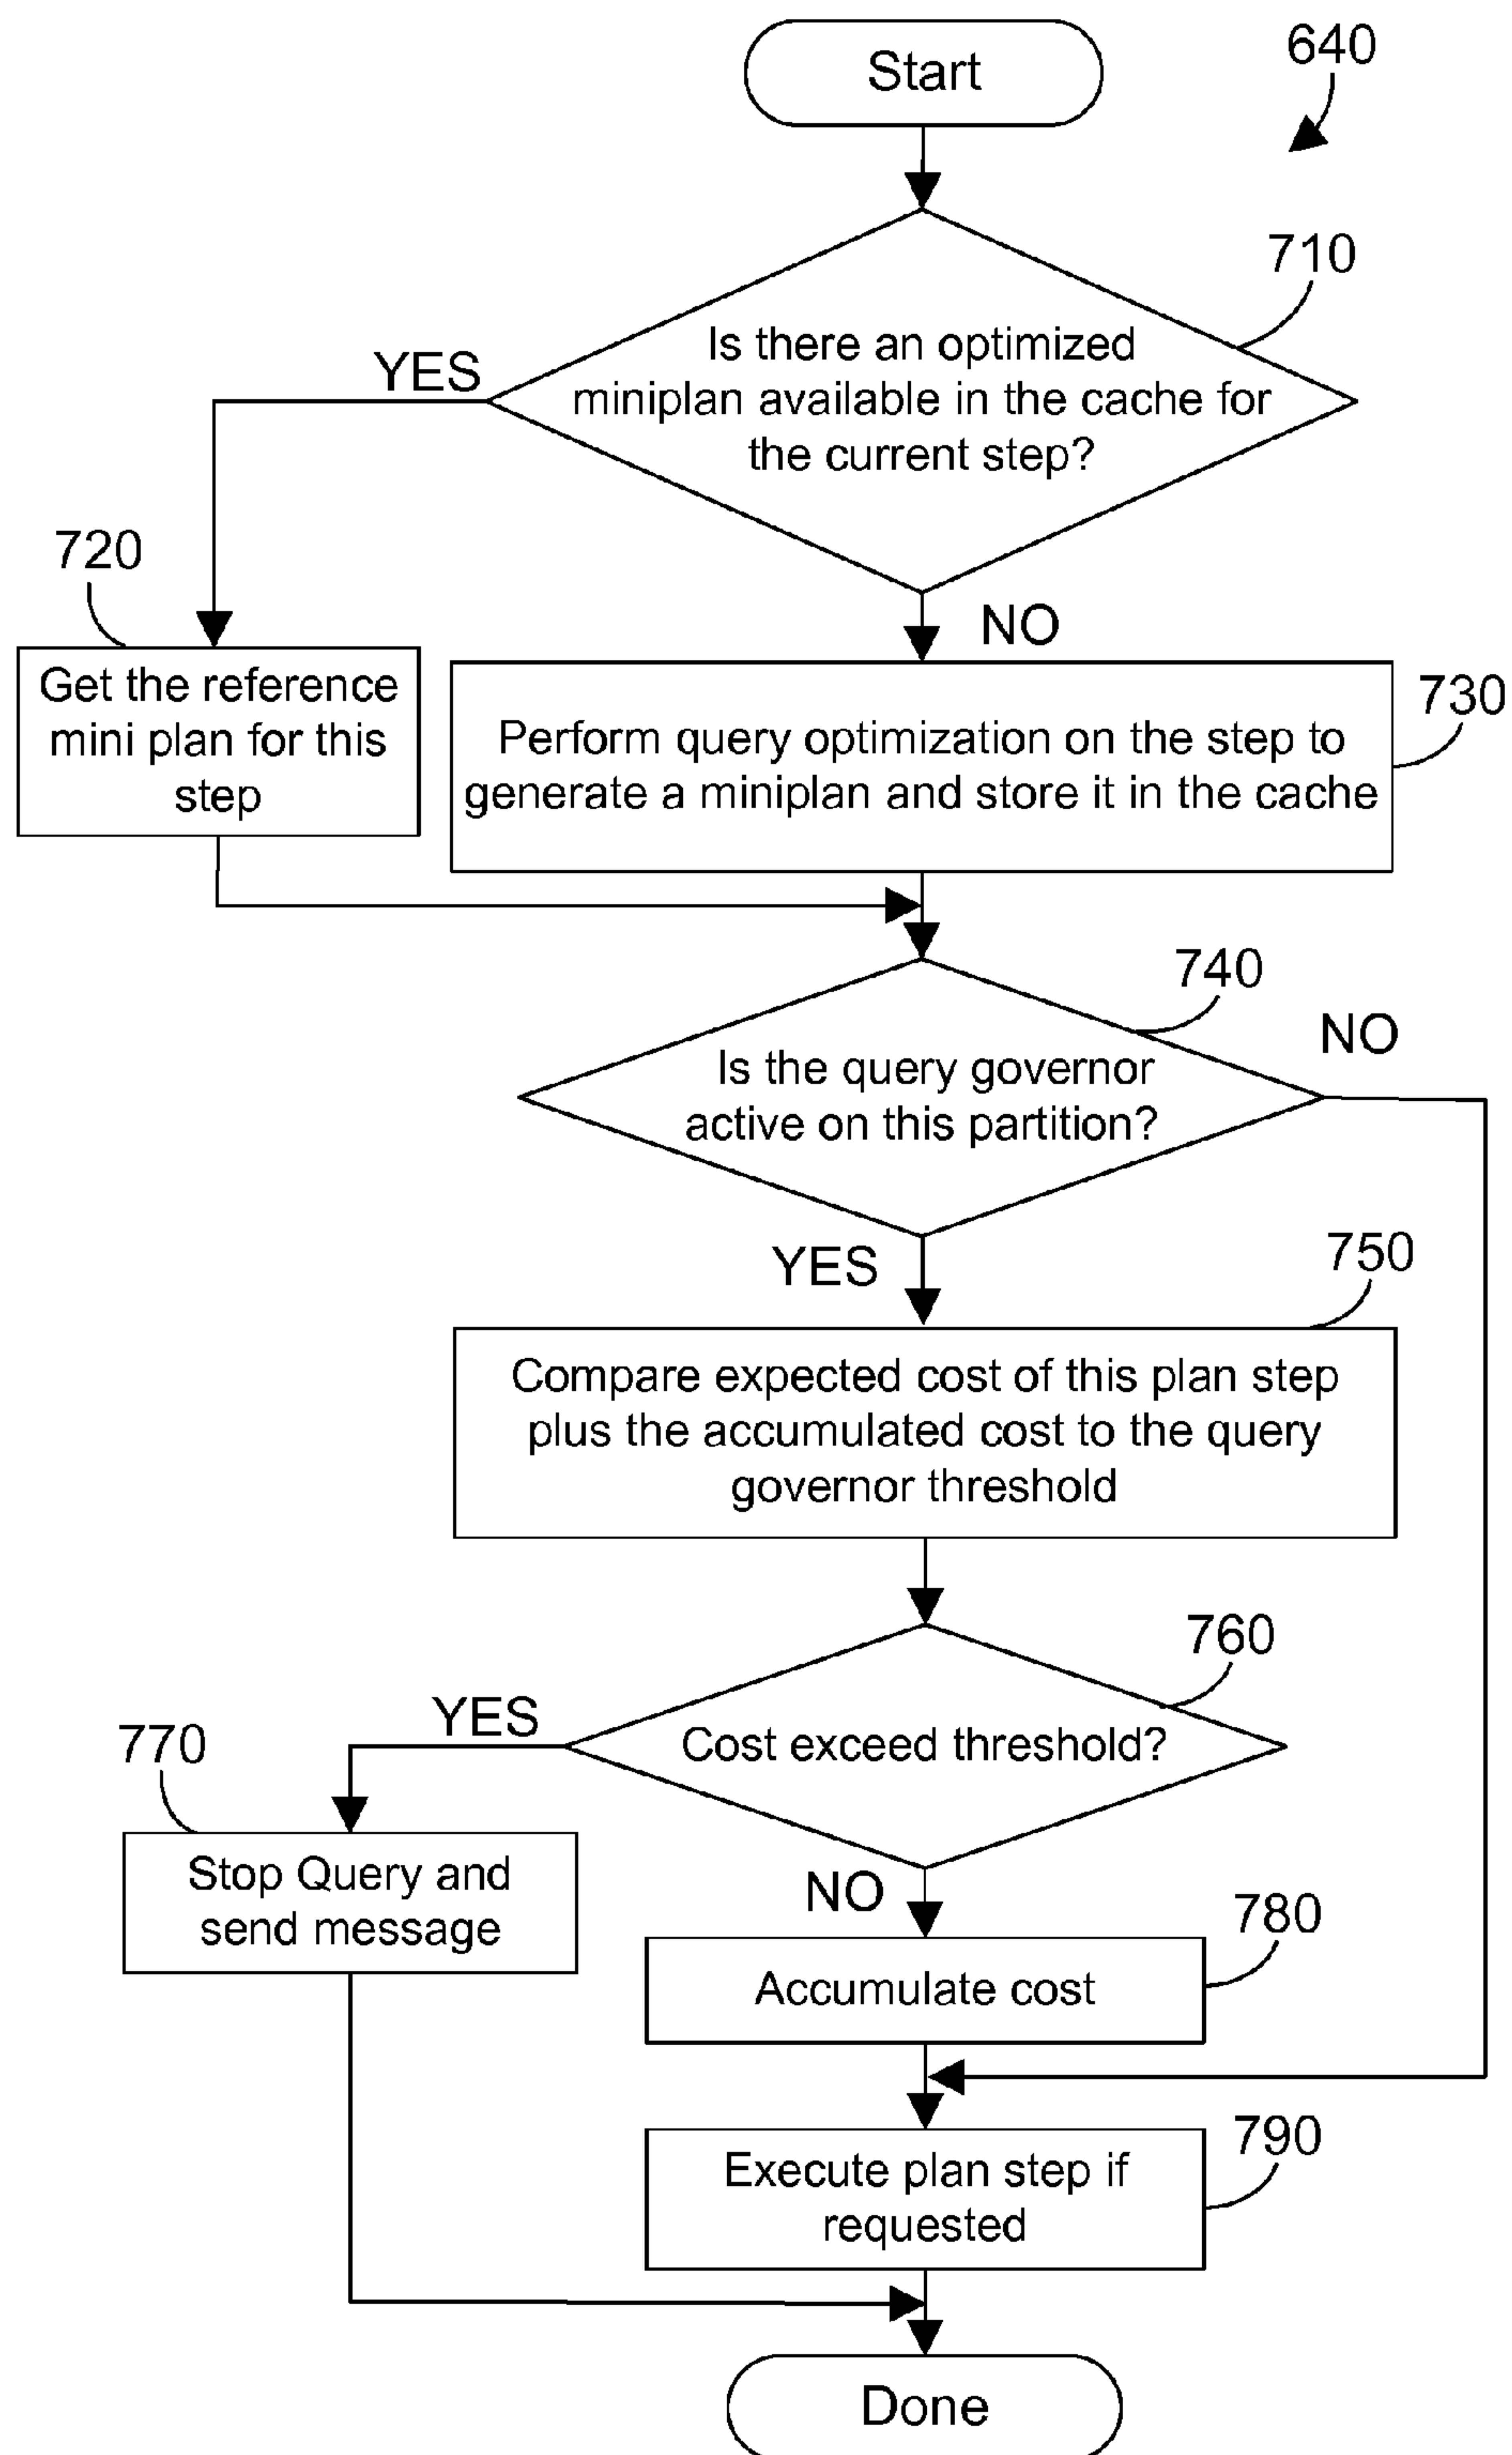 Start
640
710
Is there an optimized
miniplan available in the cache for
the current step?
YES
720
NO
Get the reference
mini plan for this
step
730
Perform query optimization on the step to
generate a miniplan and store it in the cache
740
NO
Is the query governor
active on this partition?
YES
750
Compare expected cost of this plan step
plus the accumulated cost to the query
governor threshold
760
YES
770
Cost exceed threshold?
Stop Query and
send message
NO
780
Accumulate cost
790
Execute plan step if
requested
Done